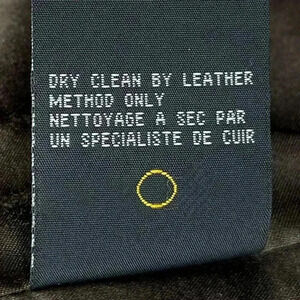 DRY CLEAN BY LEATHER
METHOD ONLY
NETTOYAGE A SEC PAR
UN SPECIALISTE DE CUIR